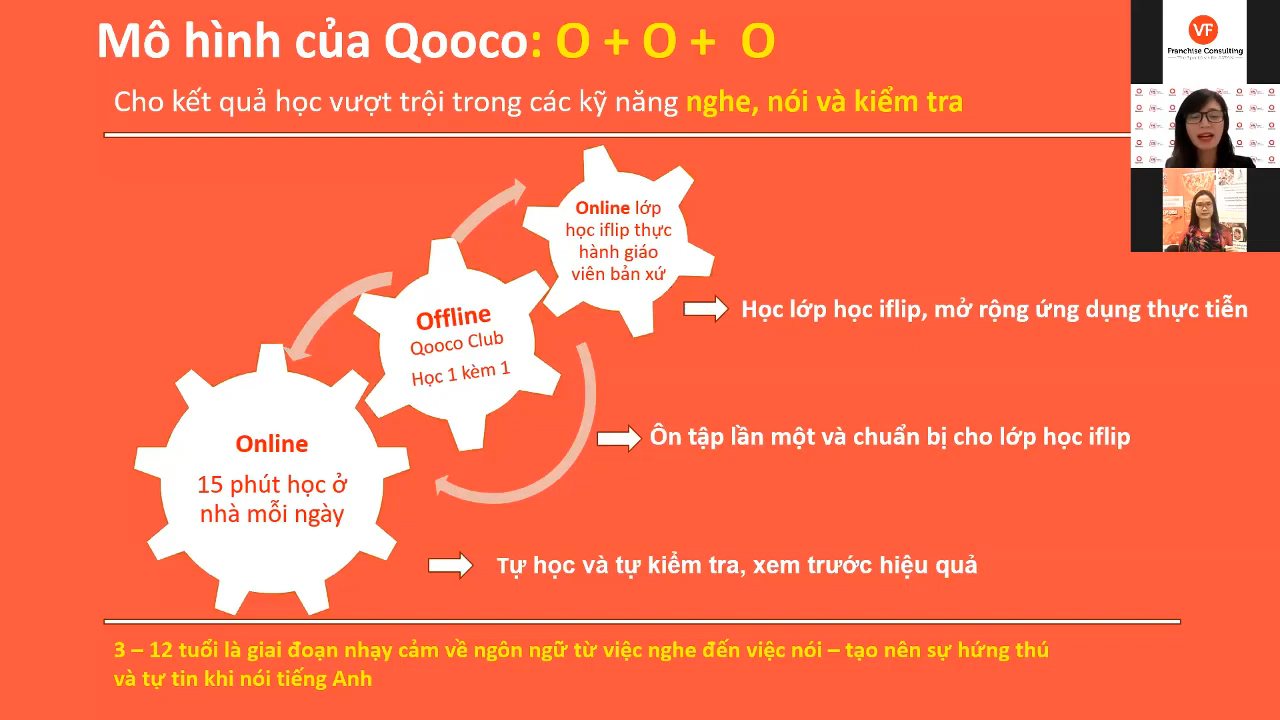 Mô hình của Qooco: O + O + O
Cho kết quả học vượt trội trong các kỹ năng nghe, nói và kiểm tra
VF
Franchise Consulting
Online lớp
học iflip thực
hành giáo
viên bản xứ
Học lớp học iflip, mở rộng ứng dụng thực tiễn
Offline
Qooco Club
Học 1 kèm 1
Ôn tập lần một và chuẩn bị cho lớp học iflip
Online
15 phút học ở
nhà mỗi ngày
Tự học và tự kiểm tra, xem trước hiệu quả
3 – 12 tuổi là giai đoạn nhạy cảm về ngôn ngữ từ việc nghe đến việc nói – tạo nên sự hứng thú
và tự tin khi nói tiếng Anh